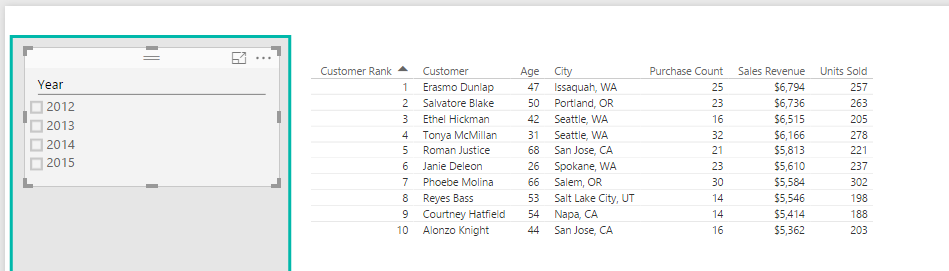 Year
2012
2013
2014
2015
Customer Rank Customer Age City Purchase Count Sales Revenue Units Sold
1 Erasmo Dunlap 47 Issaquah, WA 25 $6,794 257
2 Salvatore Blake 50 Portland, OR 23 $6,736 263
3 Ethel Hickman 42 Seattle, WA 16 $6,515 205
4 Tonya McMillan 31 Seattle, WA 32 $6,166 278
5 Roman Justice 68 San Jose, CA 21 $5,813 221
6 Janie Deleon 26 Spokane, WA 23 $5,610 237
7 Phoebe Molina 66 Salem, OR 30 $5,584 302
8 Reyes Bass 53 Salt Lake City, UT 14 $5,546 198
9 Courtney Hatfield 54 Napa, CA 14 $5,414 188
10 Alonzo Knight 44 San Jose, CA 16 $5,362 203